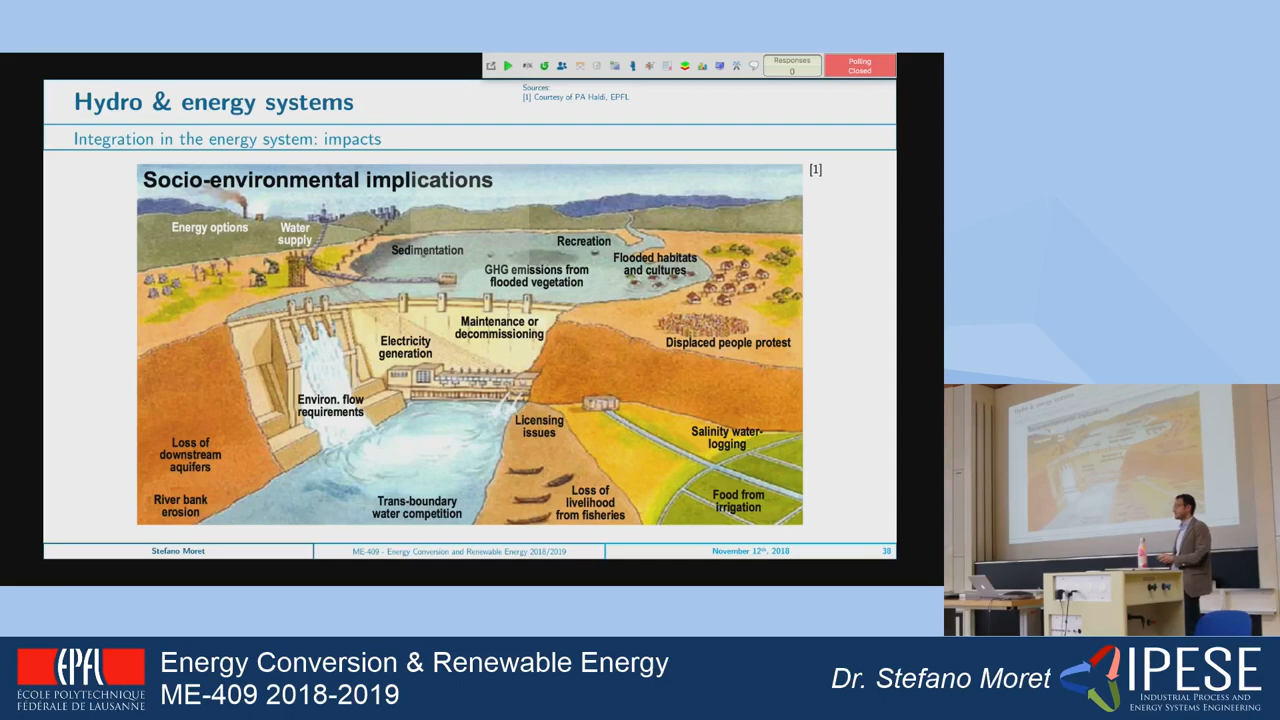 Responses
0
Polling
Closed
Hydro & energy systems
Sources:
[1] Courtesy of PA Haldi, EPFL
Integration in the energy system: impacts
[1]
Socio-environmental implications
Energy options
Water
supply
Sedimentation
Recreation
GHG emissions from
flooded vegetation
Flooded habitats
and cultures
Maintenance or
decommissioning
Electricity
generation
Displaced people protest
Environ. flow
requirements
Licensing
issues
Salinity water-
logging
Loss of
downstream
aquifers
River bank
erosion
Trans-boundary
water competition
Loss of
livelihood
from fisheries
Food from
irrigation
Stefano Moret
ME-409 - Energy Conversion and Renewable Energy 2018/2019
November 12th, 2018
38
Hydro & energy systems
EPFL
ÉCOLE POLYTECHNIQUE
FÉDÉRALE DE LAUSANNE
Energy Conversion & Renewable Energy
ME-409 2018-2019
Dr. Stefano Moret
IPESE
INDUSTRIAL PROCESS AND
ENERGY SYSTEMS ENGINEERING